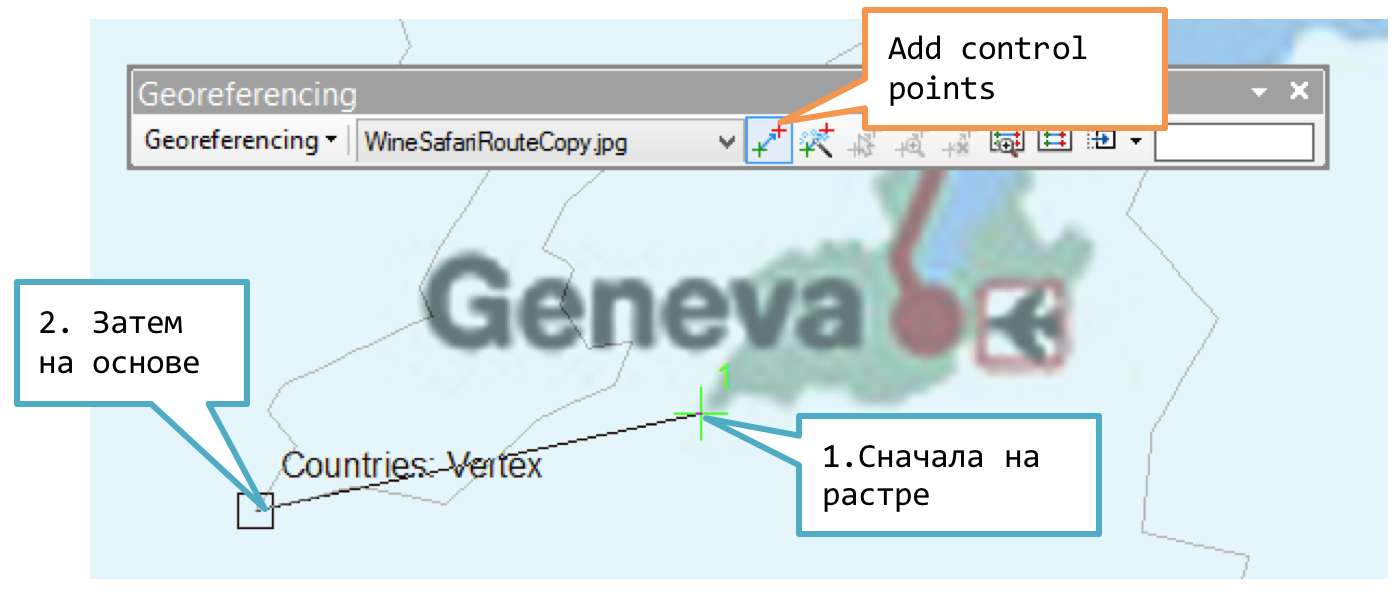 Add control
points
Georeferencing
Georeferencing
WineSafariRouteCopy.jpg
Geneva
2. Затем
на основе
1
1.Сначала на
растре
Countries: Vertex